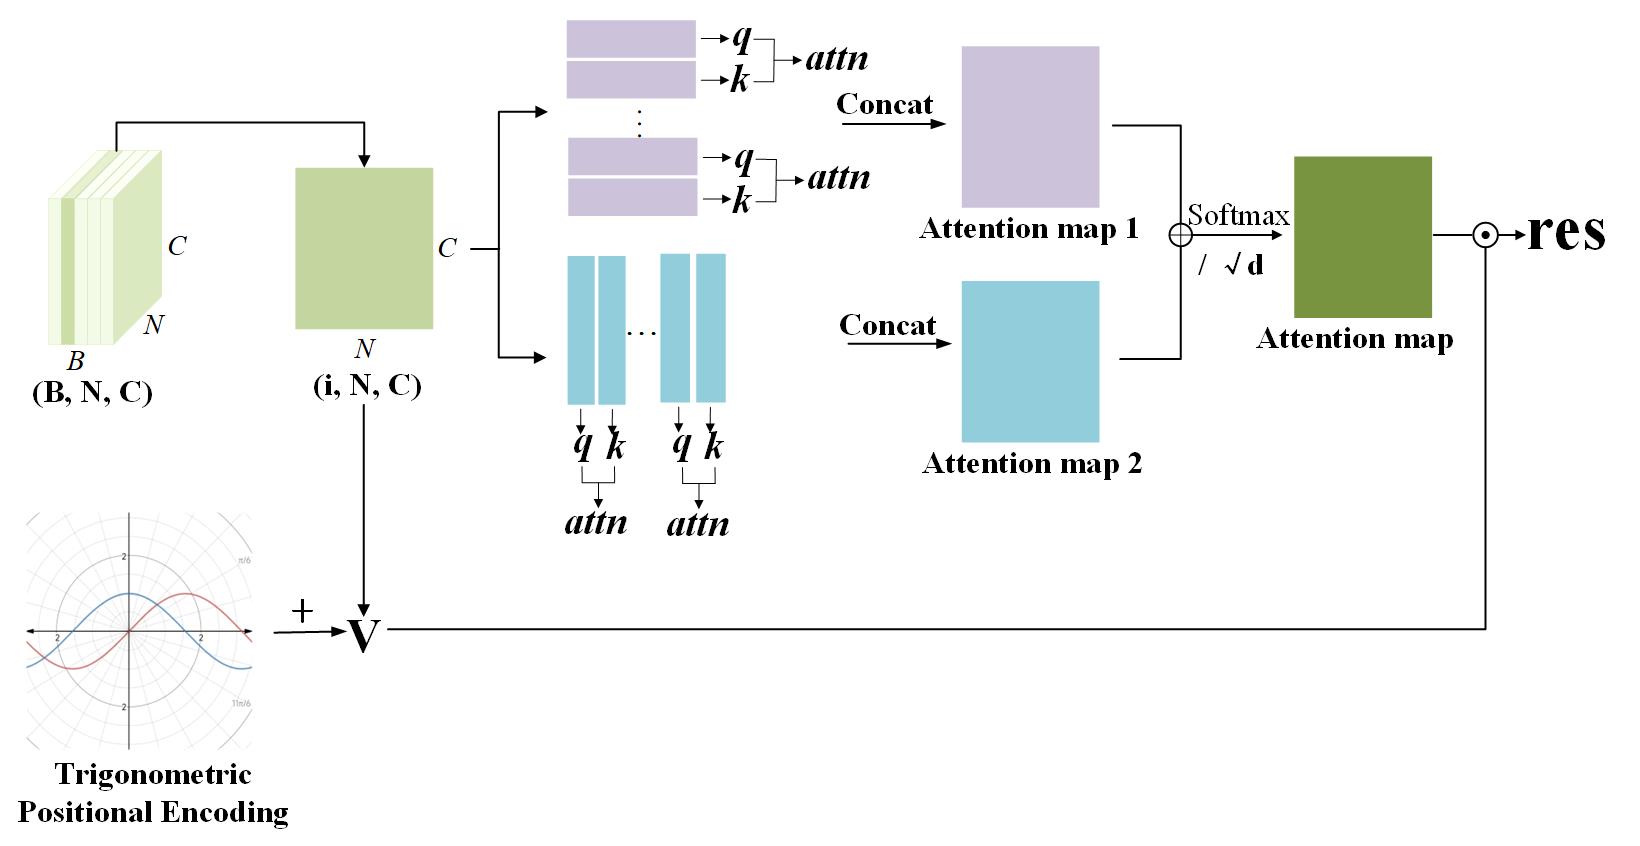 B
N
C
(B, N, C)
C
N
(i, N, C)
q
k
attn
⋮
q
k
attn
...
q k q k
attn attn
Concat
Attention map 1
Concat
Attention map 2
Softmax
/ √d
Attention map
res
2
2
2
2
π/6
11π/6
+
V
Trigonometric
Positional Encoding